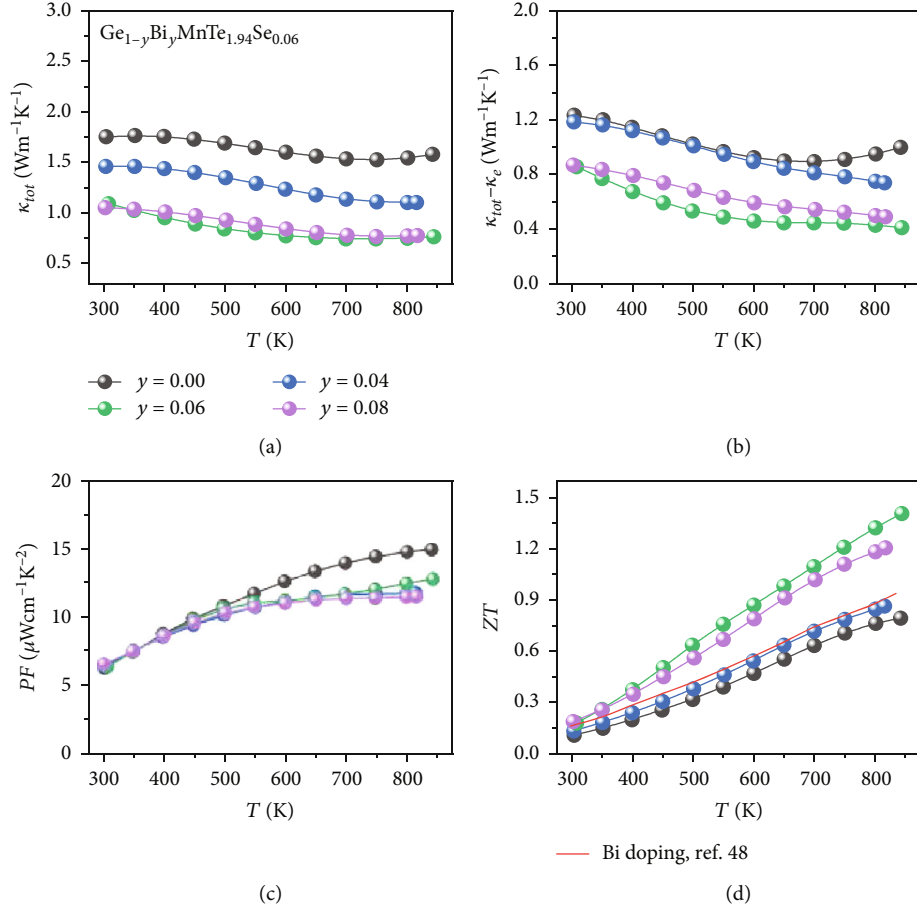 (a)
(b)
Ge₁₋yBiyMnTe₁.₉₄Se₀.₀₆
κtot (Wm⁻¹K⁻¹)
3.0
2.5
2.0
1.5
1.0
0.5
300 400 500 600 700 800
T (K)
κtot–κe (Wm⁻¹K⁻¹)
2.0
1.6
1.2
0.8
0.4
0.0
300 400 500 600 700 800
T (K)
y = 0.00
y = 0.04
y = 0.06
y = 0.08
PF (μWcm⁻¹K⁻²)
20
15
10
5
0
300 400 500 600 700 800
T (K)
ZT
1.5
1.2
0.9
0.6
0.3
0.0
300 400 500 600 700 800
T (K)
Bi doping, ref. 48
(c)
(d)